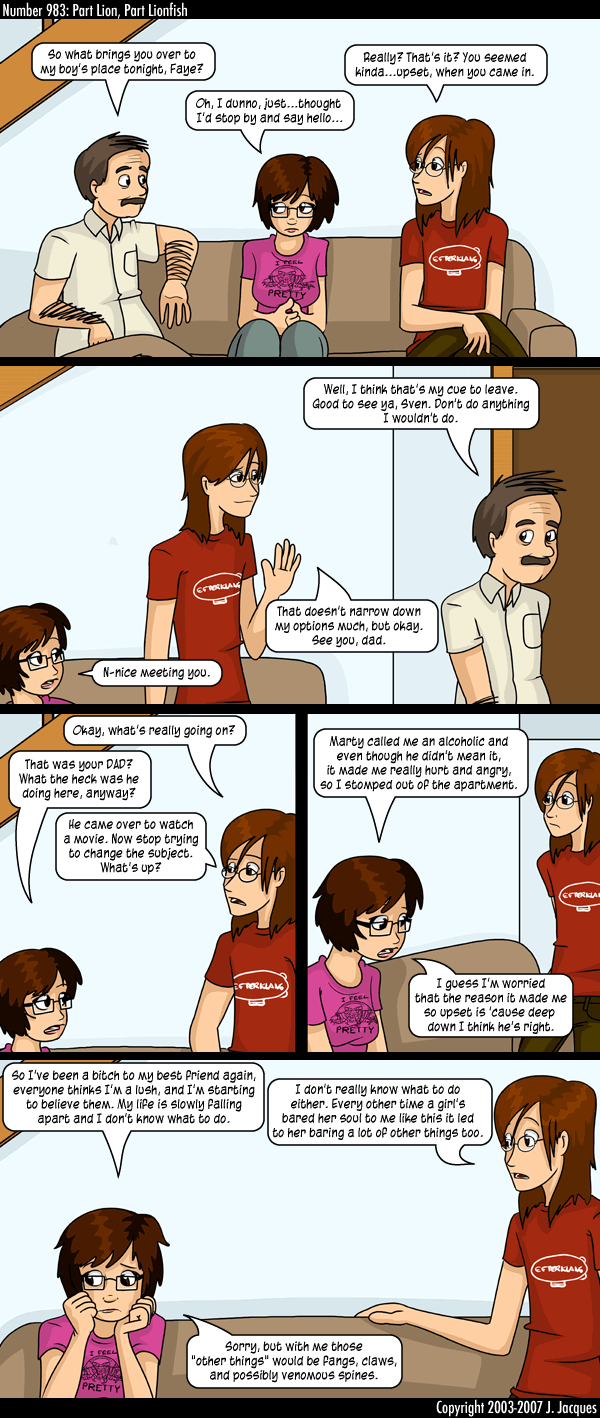 Number 983: Part Lion, Part Lionfish
So what brings you over to
my boy's place tonight, Faye?
Oh, I dunno, just...thought
I'd stop by and say hello...
Really? That's it? You seemed
kinda...upset, when you came in.
I FEEL
PRETTY
EFTERKLANG
Well, I think that's my cue to leave.
Good to see ya, Sven. Don't do anything
I wouldn't do.
That doesn't narrow down
my options much, but okay.
See you, dad.
N-nice meeting you.
EFTERKLANG
Okay, what's really going on?
That was your DAD?
What the heck was he
doing here, anyway?
He came over to watch
a movie. Now stop trying
to change the subject.
What's up?
EFTERKLANG
Marty called me an alcoholic and
even though he didn't mean it,
it made me really hurt and angry,
so I stomped out of the apartment.
I guess I'm worried
that the reason it made me
so upset is 'cause deep
down I think he's right.
I FEEL
PRETTY
EFTERKLA
So I've been a bitch to my best friend again,
everyone thinks I'm a lush, and I'm starting
to believe them. My life is slowly falling
apart and I don't know what to do.
I don't really know what to do
either. Every other time a girl's
bared her soul to me like this it led
to her baring a lot of other things too.
Sorry, but with me those
"other things" would be fangs, claws,
and possibly venomous spines.
I FEEL
PRETTY
EFTERKLANG
Copyright 2003-2007 J. Jacques